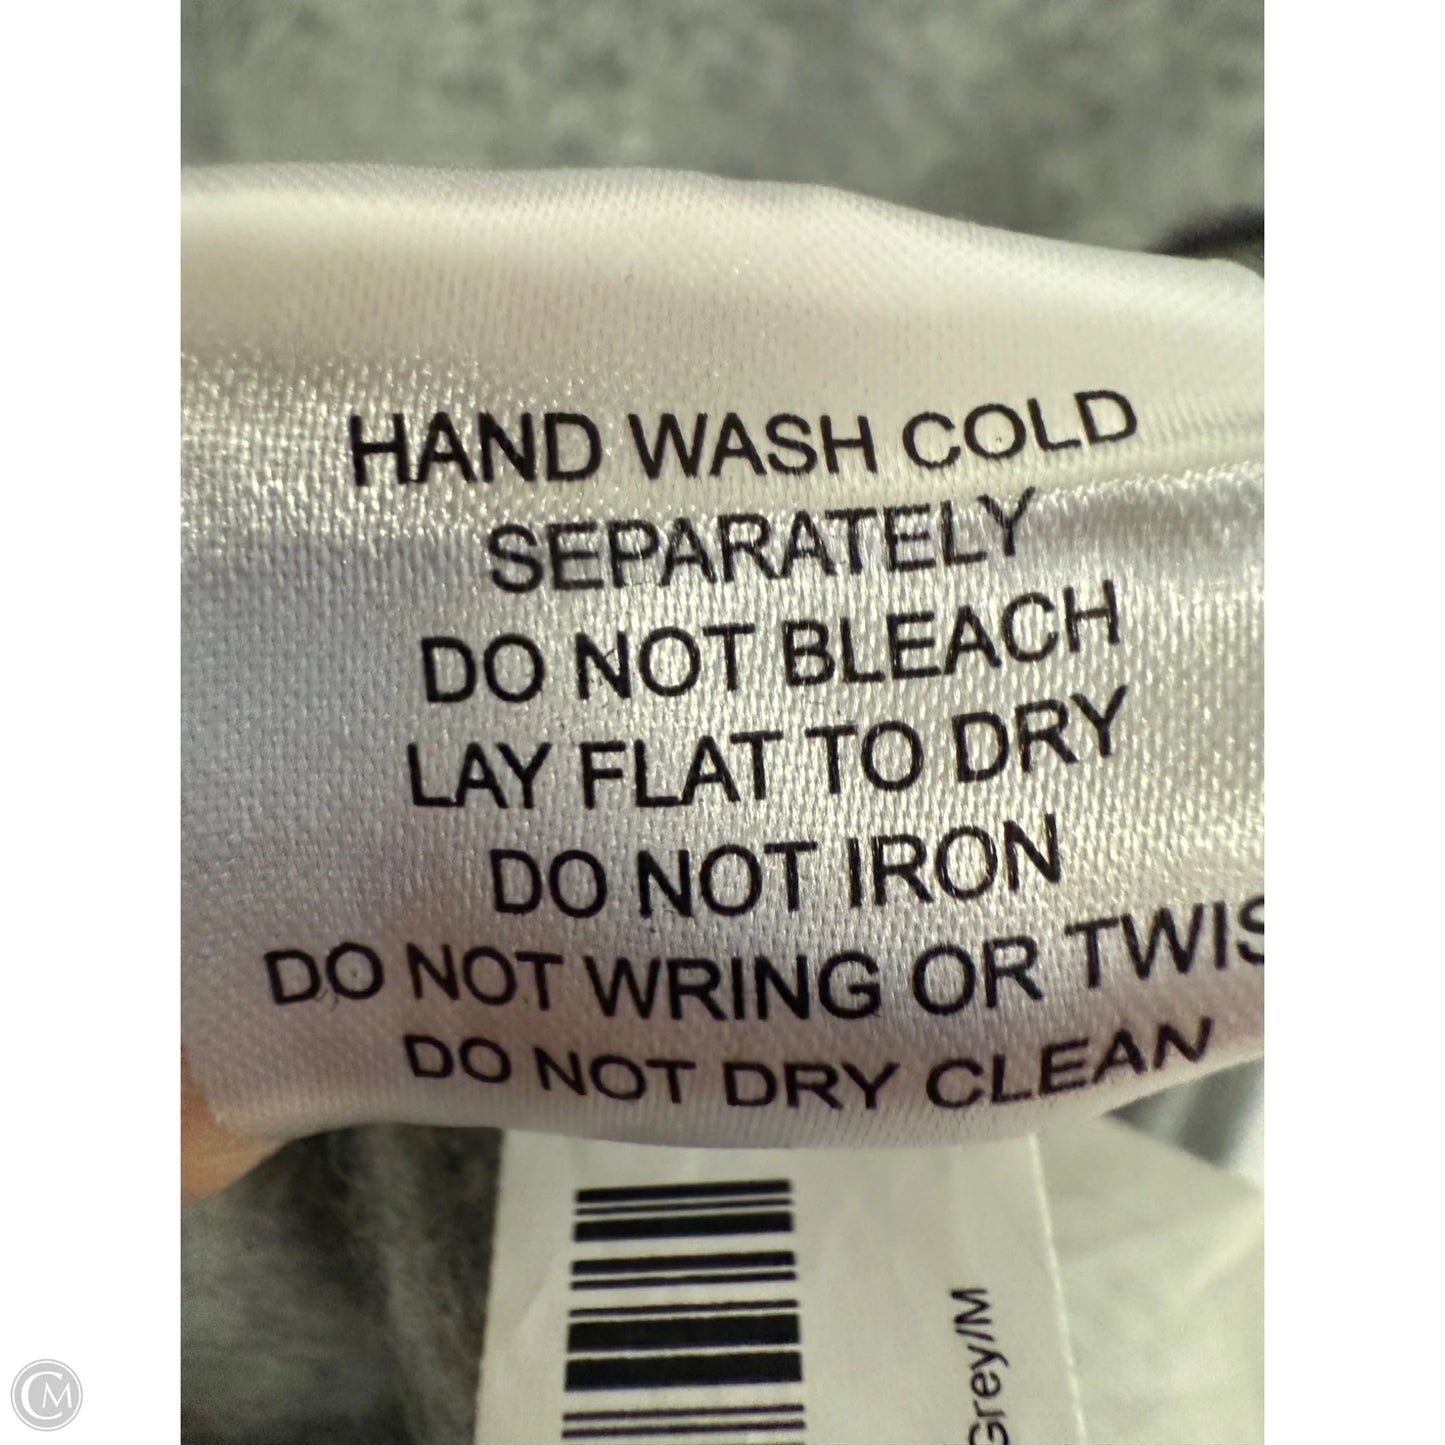 HAND WASH COLD
SEPARATELY
DO NOT BLEACH
LAY FLAT TO DRY
DO NOT IRON
DO NOT WRING OR TWIS
DO NOT DRY CLEAN
Grey/M
CM